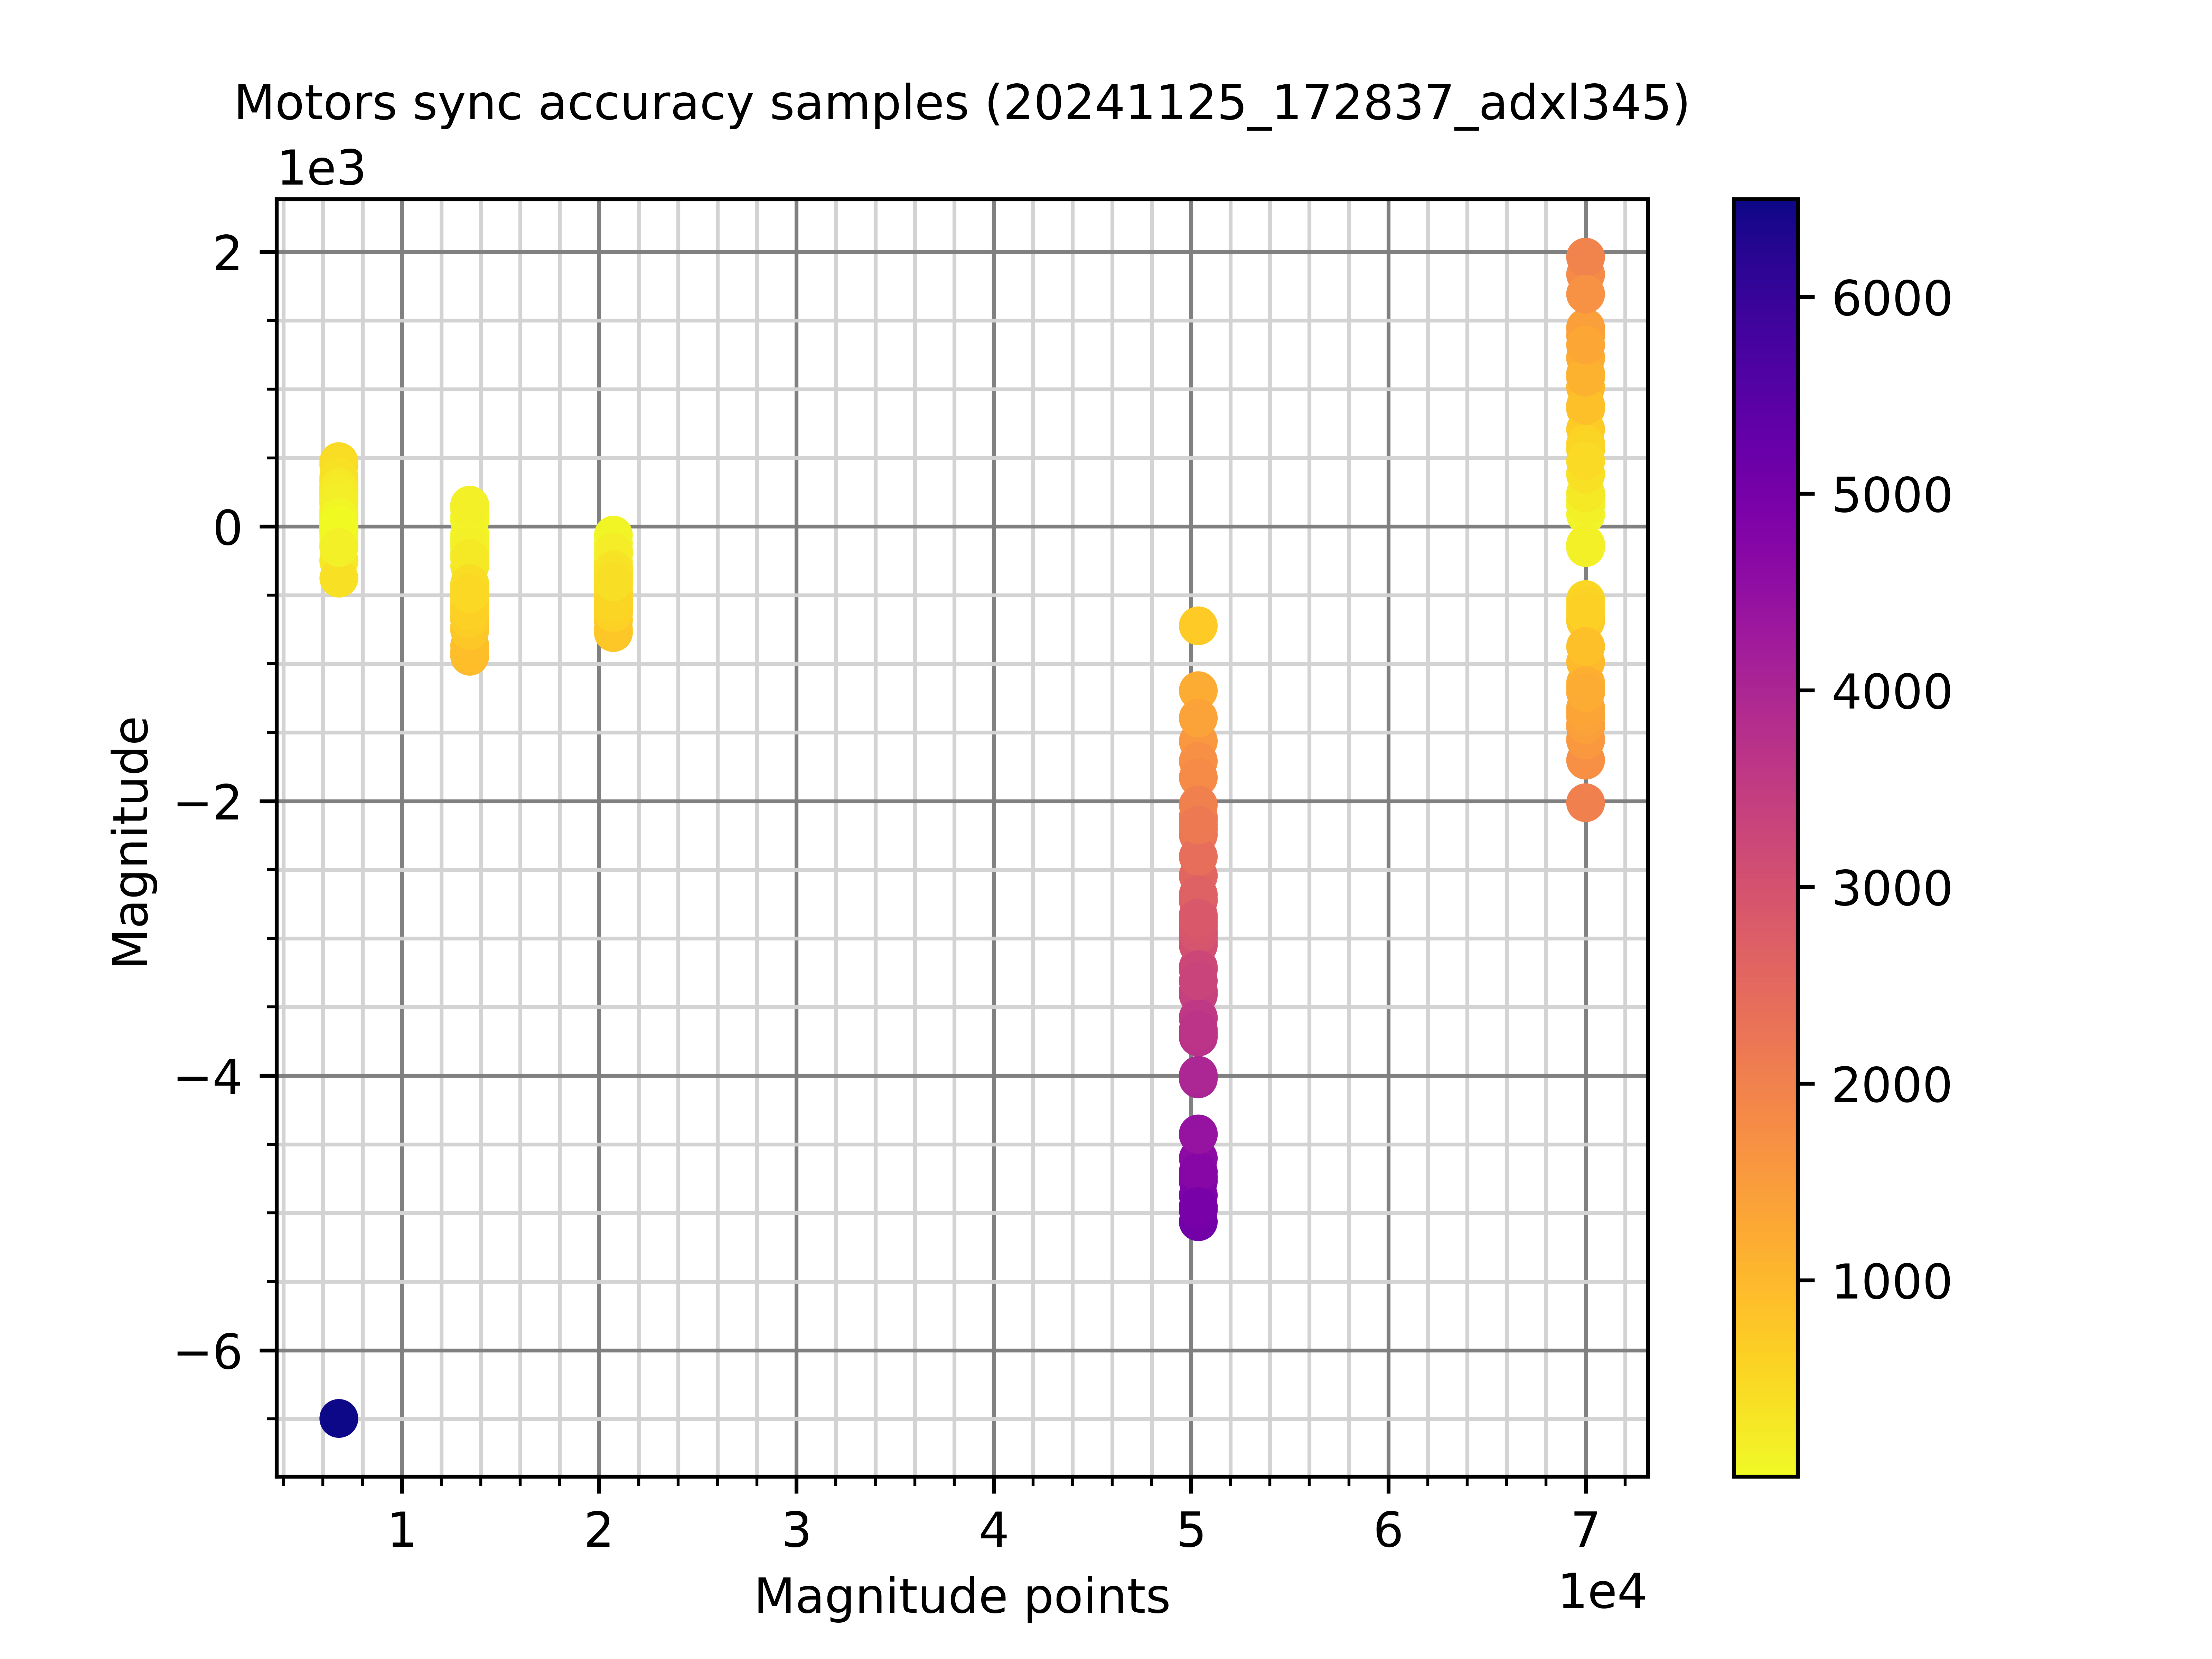 Motors sync accuracy samples (20241125_172837_adxl345)
1e3
2
0
−2
−4
−6
Magnitude
1 2 3 4 5 6 7
1e4
Magnitude points
6000
5000
4000
3000
2000
1000